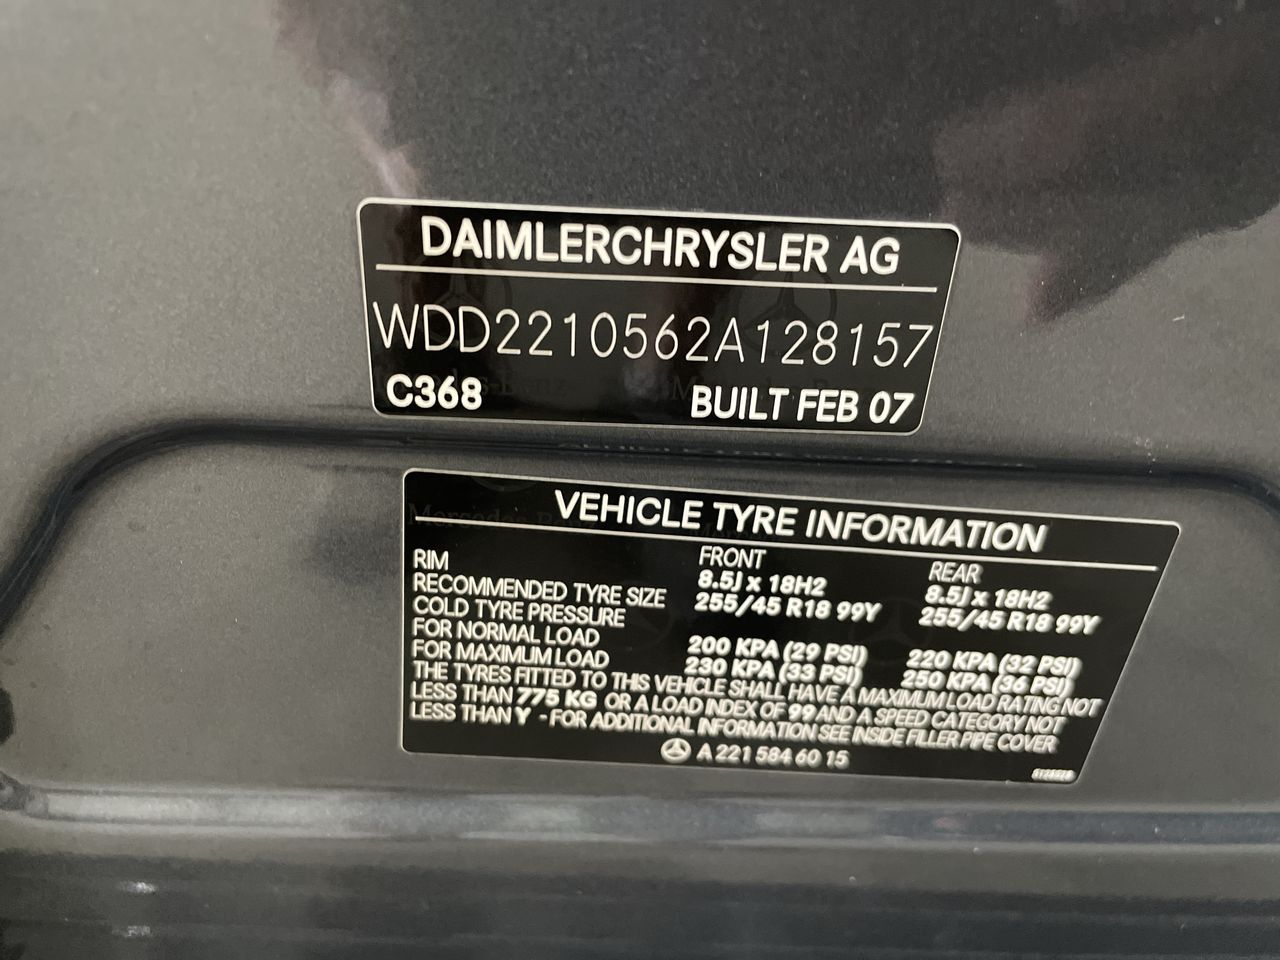 DAIMLERCHRYSLER AG
WDD2210562A128157
C368 BUILT FEB 07
VEHICLE TYRE INFORMATION
FRONT REAR
RIM 8.5J x 18H2 8.5J x 18H2
RECOMMENDED TYRE SIZE 255/45 R18 99Y 255/45 R18 99Y
COLD TYRE PRESSURE
FOR NORMAL LOAD 200 KPA (29 PSI) 220 KPA (32 PSI)
FOR MAXIMUM LOAD 230 KPA (33 PSI) 250 KPA (36 PSI)
THE TYRES FITTED TO THIS VEHICLE SHALL HAVE A MAXIMUM LOAD RATING NOT
LESS THAN 775 KG OR A LOAD INDEX OF 99 AND A SPEED CATEGORY NOT
LESS THAN Y - FOR ADDITIONAL INFORMATION SEE INSIDE FILLER PIPE COVER
A 221 584 60 15